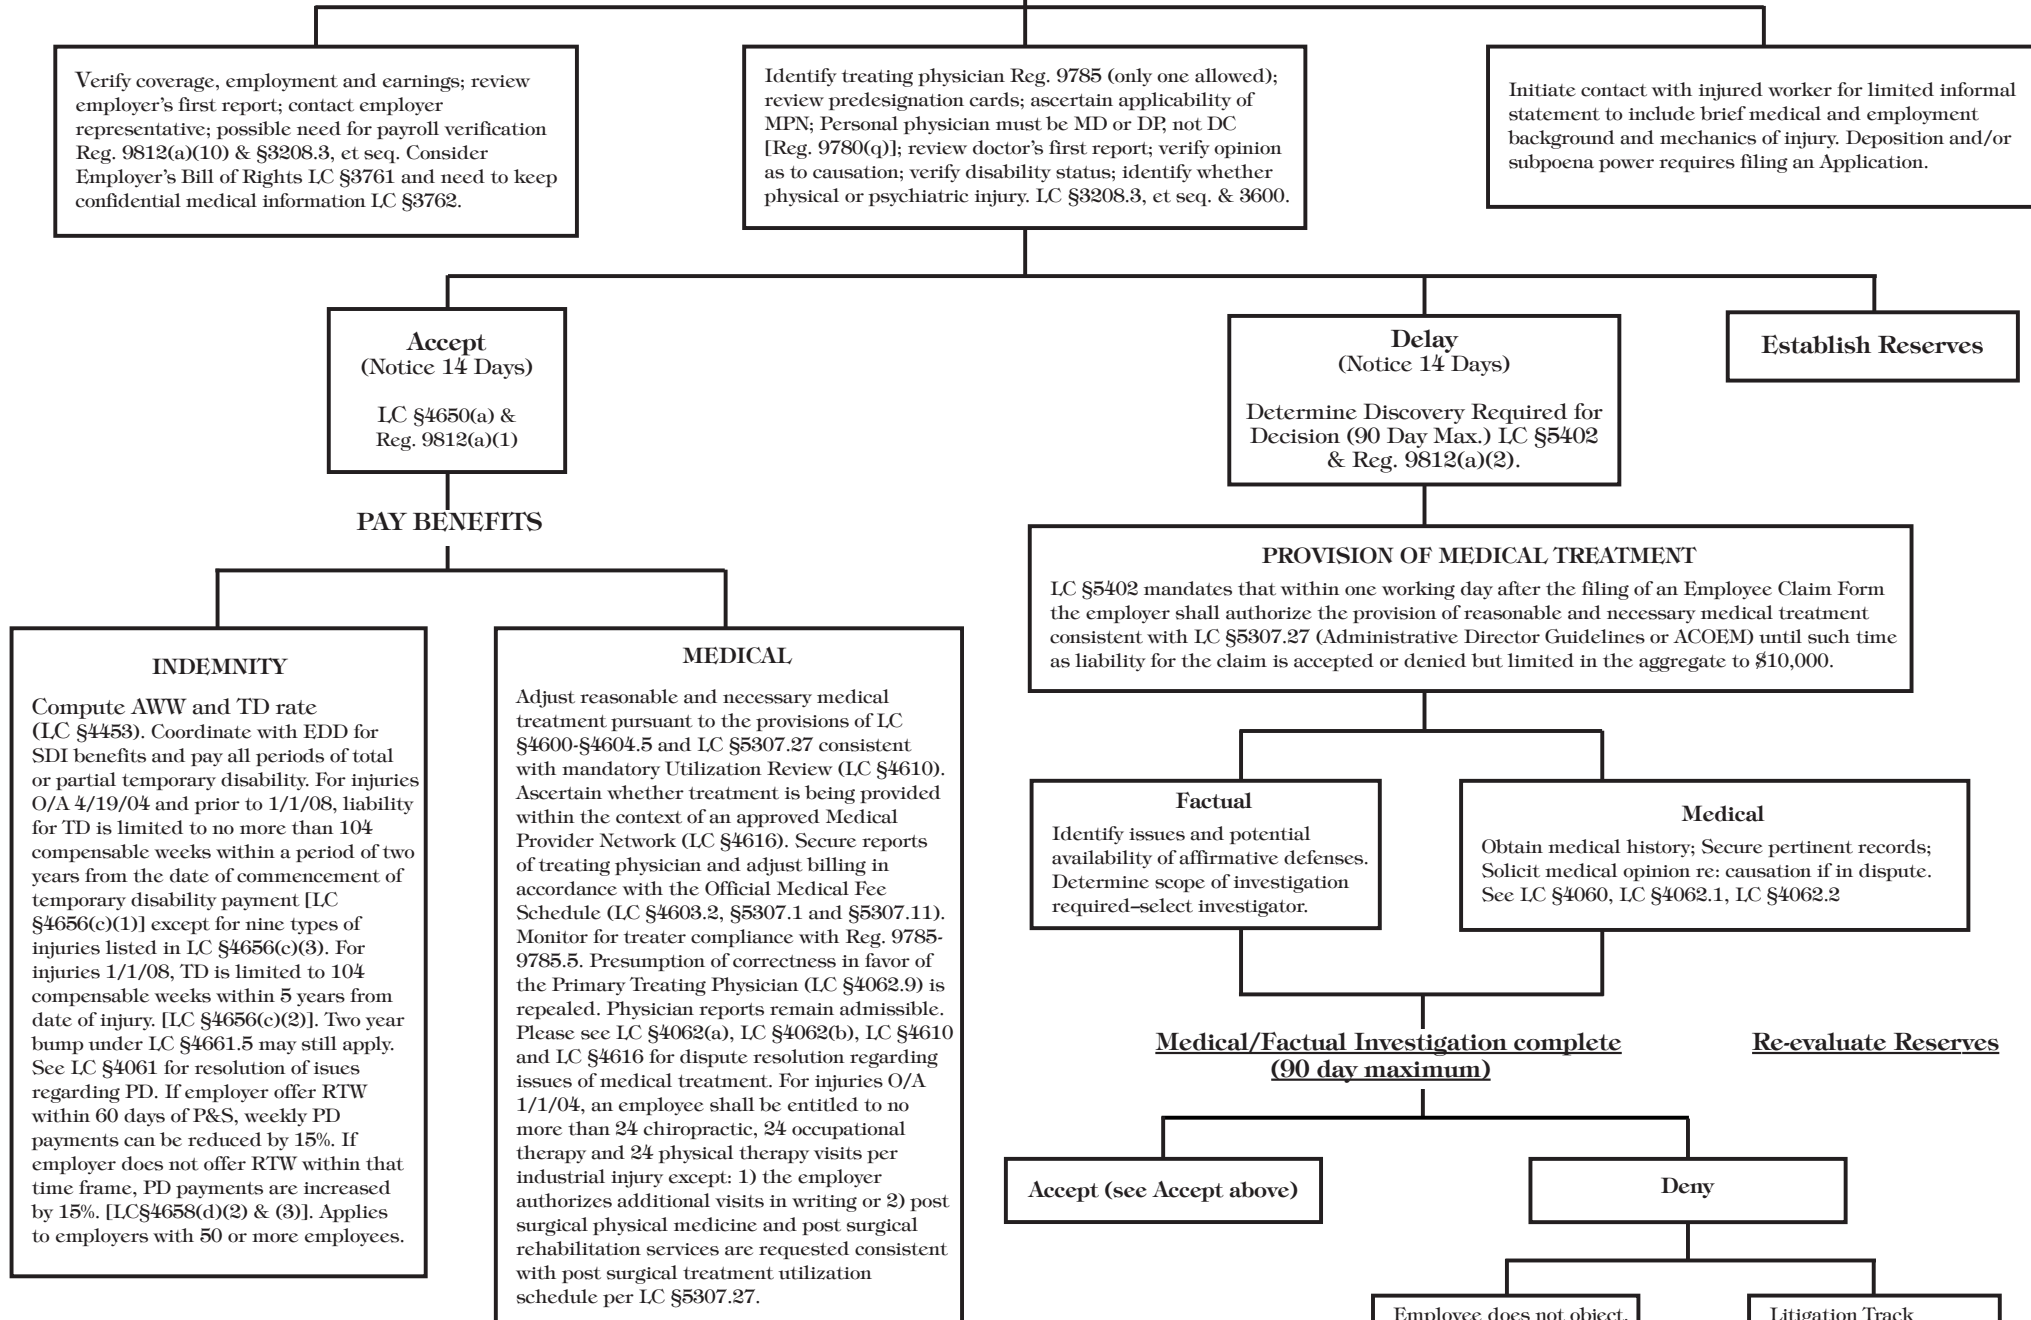 Verify coverage, employment and earnings; review
employer's first report; contact employer
representative; possible need for payroll verification
Reg. 9812(a)(10) & §3208.3, et seq. Consider
Employer's Bill of Rights LC §3761 and need to keep
confidential medical information LC §3762.
Identify treating physician Reg. 9785 (only one allowed);
review predesignation cards; ascertain applicability of
MPN; Personal physician must be MD or DP, not DC
[Reg. 9780(q)]; review doctor's first report; verify opinion
as to causation; verify disability status; identify whether
physical or psychiatric injury. LC §3208.3, et seq. & 3600.
Initiate contact with injured worker for limited informal
statement to include brief medical and employment
background and mechanics of injury. Deposition and/or
subpoena power requires filing an Application.
Accept
(Notice 14 Days)
LC §4650(a) &
Reg. 9812(a)(1)
Delay
(Notice 14 Days)
Determine Discovery Required for
Decision (90 Day Max.) LC §5402
& Reg. 9812(a)(2).
Establish Reserves
PAY BENEFITS
INDEMNITY
Compute AWW and TD rate
(LC §4453). Coordinate with EDD for
SDI benefits and pay all periods of total
or partial temporary disability. For injuries
O/A 4/19/04 and prior to 1/1/08, liability
for TD is limited to no more than 104
compensable weeks within a period of two
years from the date of commencement of
temporary disability payment [LC
§4656(c)(1)] except for nine types of
injuries listed in LC §4656(c)(3). For
injuries 1/1/08, TD is limited to 104
compensable weeks within 5 years from
date of injury. [LC §4656(c)(2)]. Two year
bump under LC §4661.5 may still apply.
See LC §4061 for resolution of isues
regarding PD. If employer offer RTW
within 60 days of P&S, weekly PD
payments can be reduced by 15%. If
employer does not offer RTW within that
time frame, PD payments are increased
by 15%. [LC§4658(d)(2) & (3)]. Applies
to employers with 50 or more employees.
MEDICAL
Adjust reasonable and necessary medical
treatment pursuant to the provisions of LC
§4600-§4604.5 and LC §5307.27 consistent
with mandatory Utilization Review (LC §4610).
Ascertain whether treatment is being provided
within the context of an approved Medical
Provider Network (LC §4616). Secure reports
of treating physician and adjust billing in
accordance with the Official Medical Fee
Schedule (LC §4603.2, §5307.1 and §5307.11).
Monitor for treater compliance with Reg. 9785-
9785.5. Presumption of correctness in favor of
the Primary Treating Physician (LC §4062.9) is
repealed. Physician reports remain admissible.
Please see LC §4062(a), LC §4062(b), LC §4610
and LC §4616 for dispute resolution regarding
issues of medical treatment. For injuries O/A
1/1/04, an employee shall be entitled to no
more than 24 chiropractic, 24 occupational
therapy and 24 physical therapy visits per
industrial injury except: 1) the employer
authorizes additional visits in writing or 2) post
surgical physical medicine and post surgical
rehabilitation services are requested consistent
with post surgical treatment utilization
schedule per LC §5307.27.
PROVISION OF MEDICAL TREATMENT
LC §5402 mandates that within one working day after the filing of an Employee Claim Form
the employer shall authorize the provision of reasonable and necessary medical treatment
consistent with LC §5307.27 (Administrative Director Guidelines or ACOEM) until such time
as liability for the claim is accepted or denied but limited in the aggregate to $10,000.
Factual
Identify issues and potential
availability of affirmative defenses.
Determine scope of investigation
required–select investigator.
Medical
Obtain medical history; Secure pertinent records;
Solicit medical opinion re: causation if in dispute.
See LC §4060, LC §4062.1, LC §4062.2
Medical/Factual Investigation complete
(90 day maximum)
Re-evaluate Reserves
Accept (see Accept above)
Deny
Employee does not object.
Litigation Track